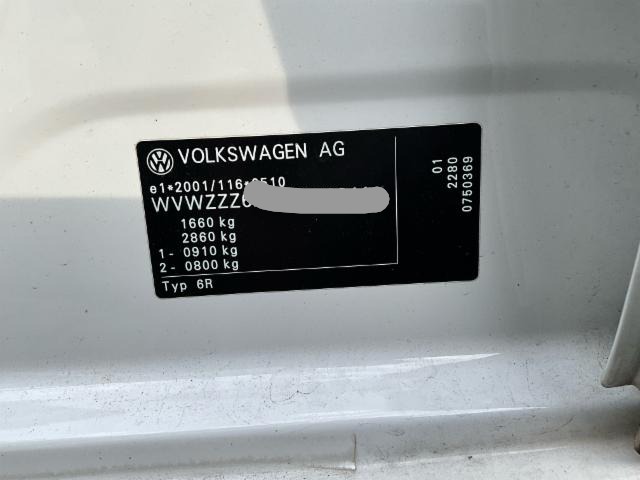 VOLKSWAGEN AG
e1*2001/116*0510
WVWZZZ6
1660 kg
2860 kg
1- 0910 kg
2- 0800 kg
Typ 6R
01
2280
0750369